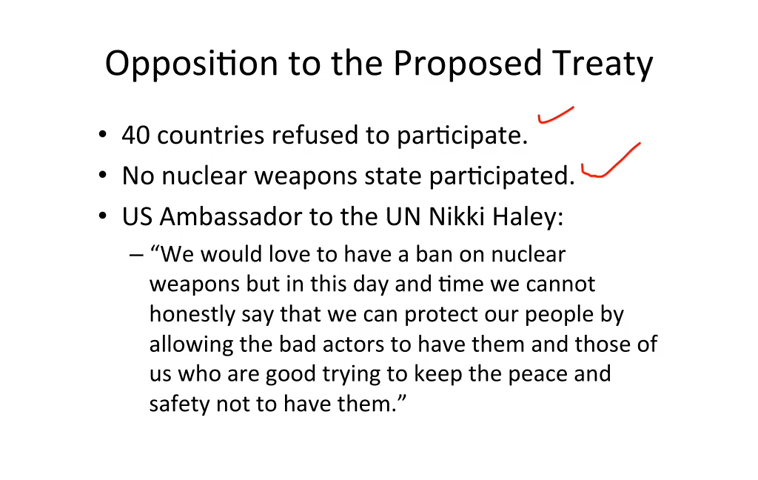 Opposition to the Proposed Treaty
• 40 countries refused to participate.
• No nuclear weapons state participated.
• US Ambassador to the UN Nikki Haley:
– “We would love to have a ban on nuclear
weapons but in this day and time we cannot
honestly say that we can protect our people by
allowing the bad actors to have them and those of
us who are good trying to keep the peace and
safety not to have them.”